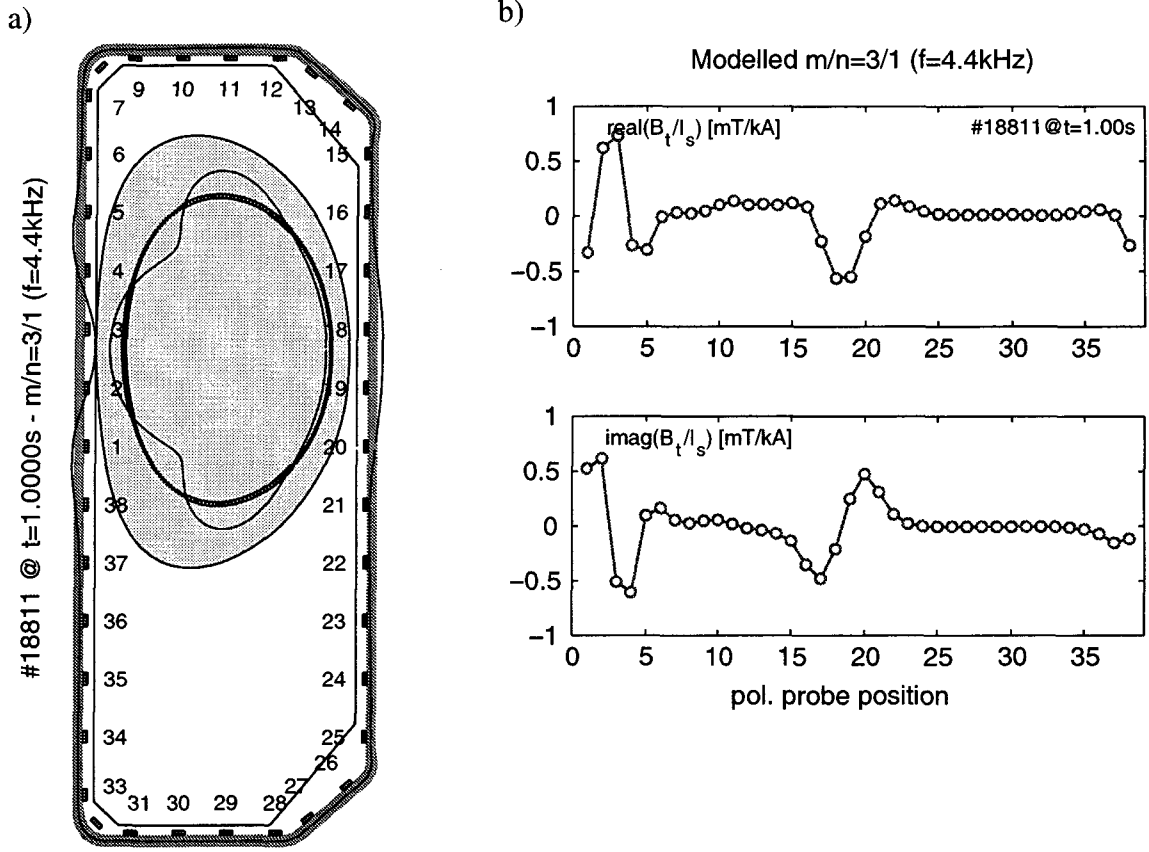 a)
#18811 @ t=1.0000s - m/n=3/1 (f=4.4kHz)
9 10 11 12
7 13
14
6 15
5 16
4 17
3 18
2 19
1 20
38 21
37 22
36 23
35 24
34 25
26
33 27
31 30 29 28
b)
Modelled m/n=3/1 (f=4.4kHz)
real(Bt/Is) [mT/kA] #18811@t=1.00s
1
0.5
0
−0.5
−1
0 5 10 15 20 25 30 35
imag(Bt/Is) [mT/kA]
1
0.5
0
−0.5
−1
0 5 10 15 20 25 30 35
pol. probe position